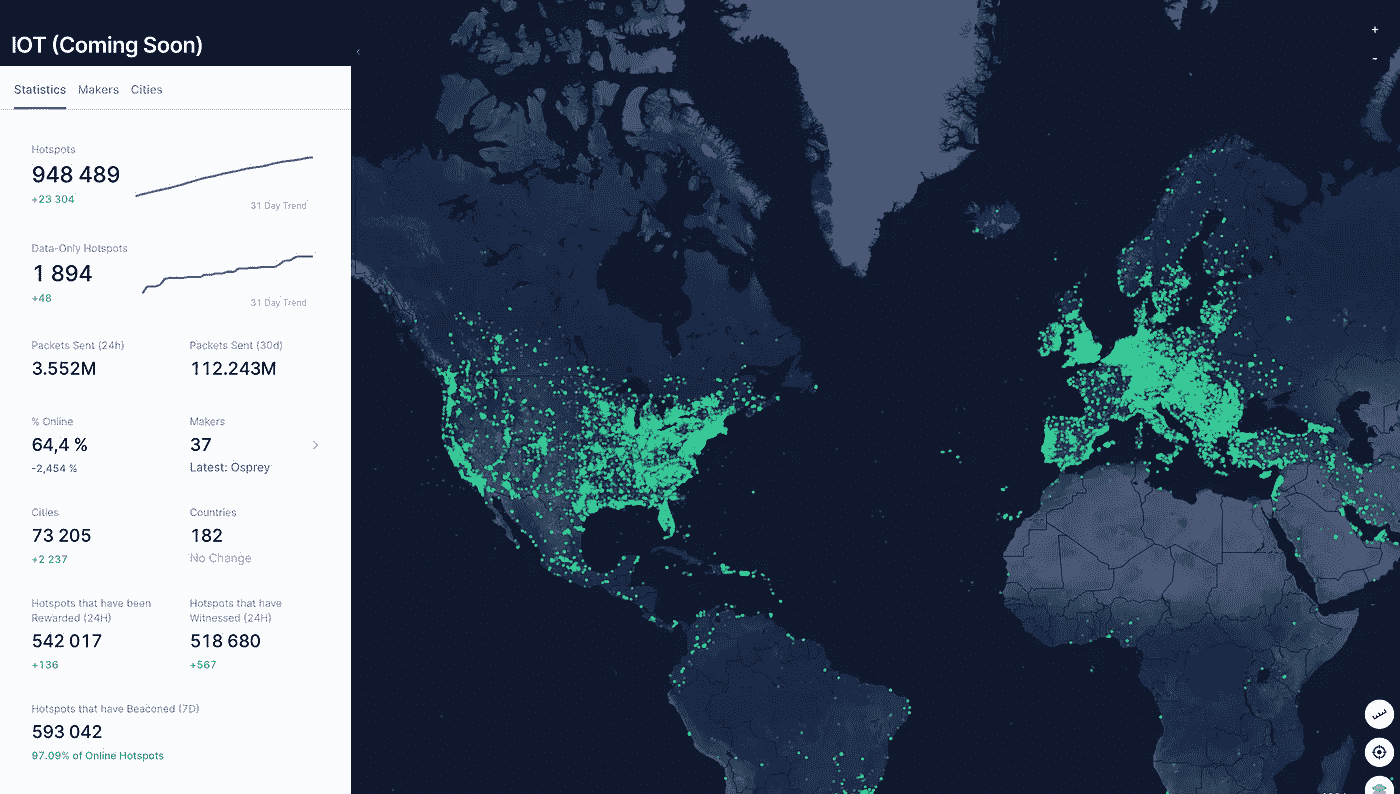 IOT (Coming Soon)
Statistics Makers Cities
Hotspots
948 489
+23 304
31 Day Trend
Data-Only Hotspots
1 894
+48
31 Day Trend
Packets Sent (24h)
3.552M
Packets Sent (30d)
112.243M
% Online
64,4 %
-2,454 %
Makers
37
Latest: Osprey
Cities
73 205
+2 237
Countries
182
No Change
Hotspots that have been
Rewarded (24H)
542 017
+136
Hotspots that have
Witnessed (24H)
518 680
+567
Hotspots that have Beaconed (7D)
593 042
97.09% of Online Hotspots
+
-